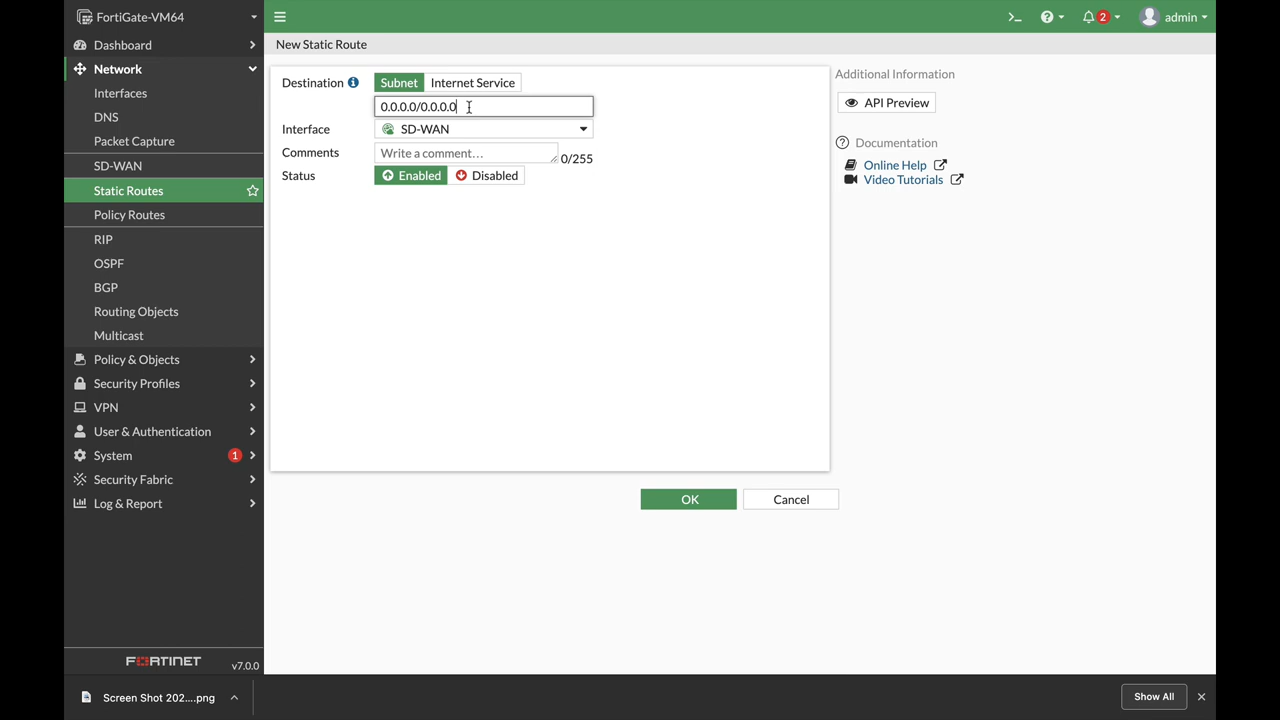 FortiGate-VM64
2
admin
Dashboard
New Static Route
Network
Interfaces
DNS
Packet Capture
SD-WAN
Static Routes
Policy Routes
RIP
OSPF
BGP
Routing Objects
Multicast
Policy & Objects
Security Profiles
VPN
User & Authentication
System 1
Security Fabric
Log & Report
FORTINET v7.0.0
Destination Subnet Internet Service
0.0.0.0/0.0.0.0
Interface SD-WAN
Comments Write a comment... 0/255
Status Enabled Disabled
OK Cancel
Additional Information
API Preview
Documentation
Online Help
Video Tutorials
Screen Shot 202....png
Show All